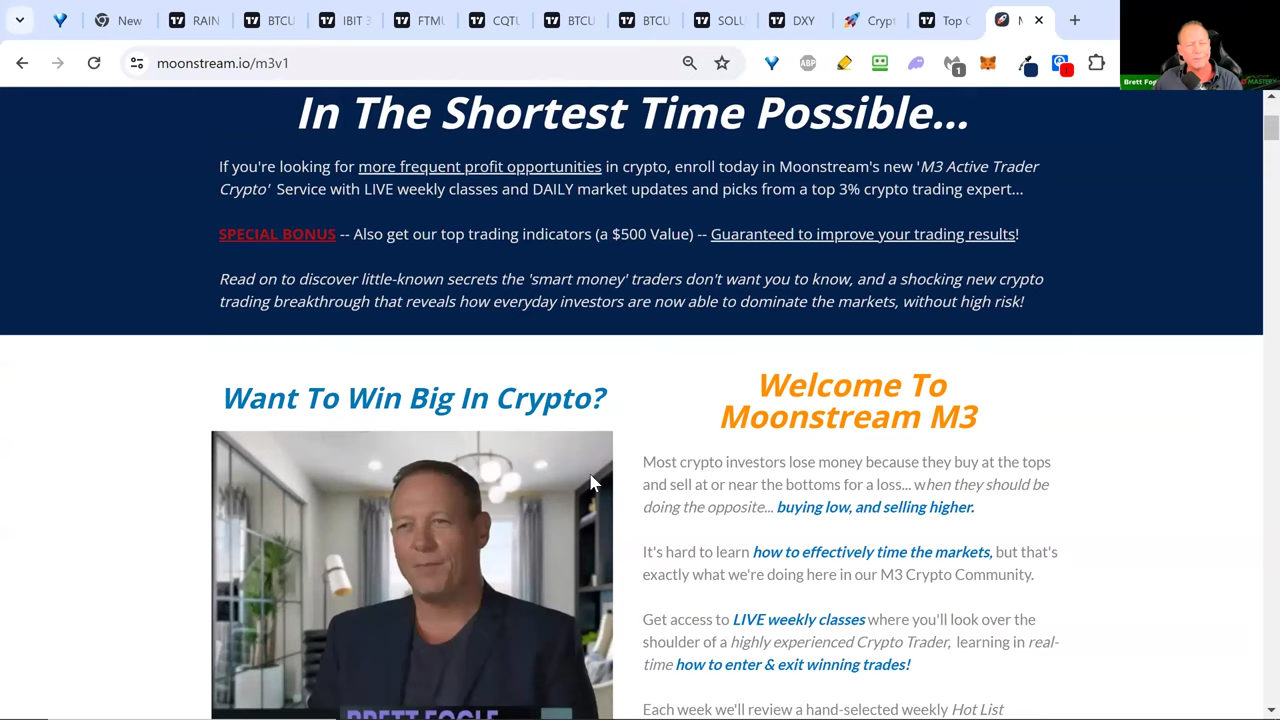 New
RAIN
BTCU
IBIT 3
FTMU
CQTU
BTCU
BTCU
SOLU
DXY
Crypt
Top C
moonstream.io/m3v1
ABP
1
Brett Fog
MASTERY
In The Shortest Time Possible...
If you're looking for more frequent profit opportunities in crypto, enroll today in Moonstream's new 'M3 Active Trader
Crypto' Service with LIVE weekly classes and DAILY market updates and picks from a top 3% crypto trading expert...
SPECIAL BONUS -- Also get our top trading indicators (a $500 Value) -- Guaranteed to improve your trading results!
Read on to discover little-known secrets the 'smart money' traders don't want you to know, and a shocking new crypto
trading breakthrough that reveals how everyday investors are now able to dominate the markets, without high risk!
Want To Win Big In Crypto?
BRETT FOGLE
Welcome To
Moonstream M3
Most crypto investors lose money because they buy at the tops
and sell at or near the bottoms for a loss... when they should be
doing the opposite... buying low, and selling higher.
It's hard to learn how to effectively time the markets, but that's
exactly what we're doing here in our M3 Crypto Community.
Get access to LIVE weekly classes where you'll look over the
shoulder of a highly experienced Crypto Trader, learning in real-
time how to enter & exit winning trades!
Each week we'll review a hand-selected weekly Hot List